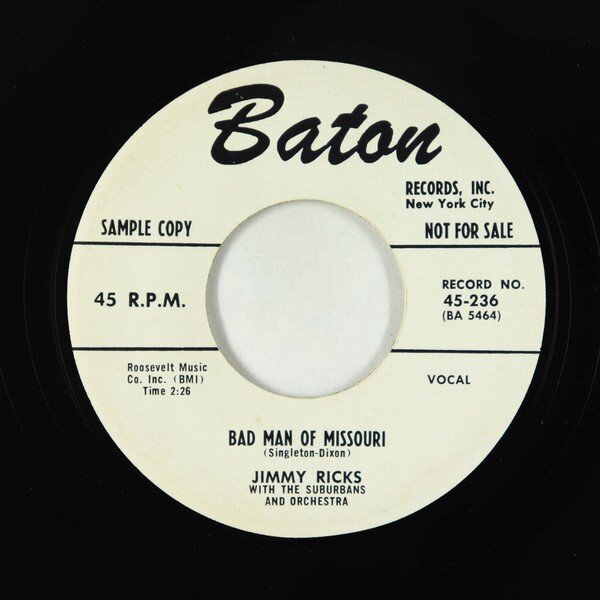 Baton
RECORDS, INC.
New York City
SAMPLE COPY
NOT FOR SALE
45 R.P.M.
RECORD NO.
45-236
(BA 5464)
Roosevelt Music
Co. Inc. (BMI)
Time 2:26
VOCAL
BAD MAN OF MISSOURI
(Singleton-Dixon)
JIMMY RICKS
WITH THE SUBURBANS
AND ORCHESTRA